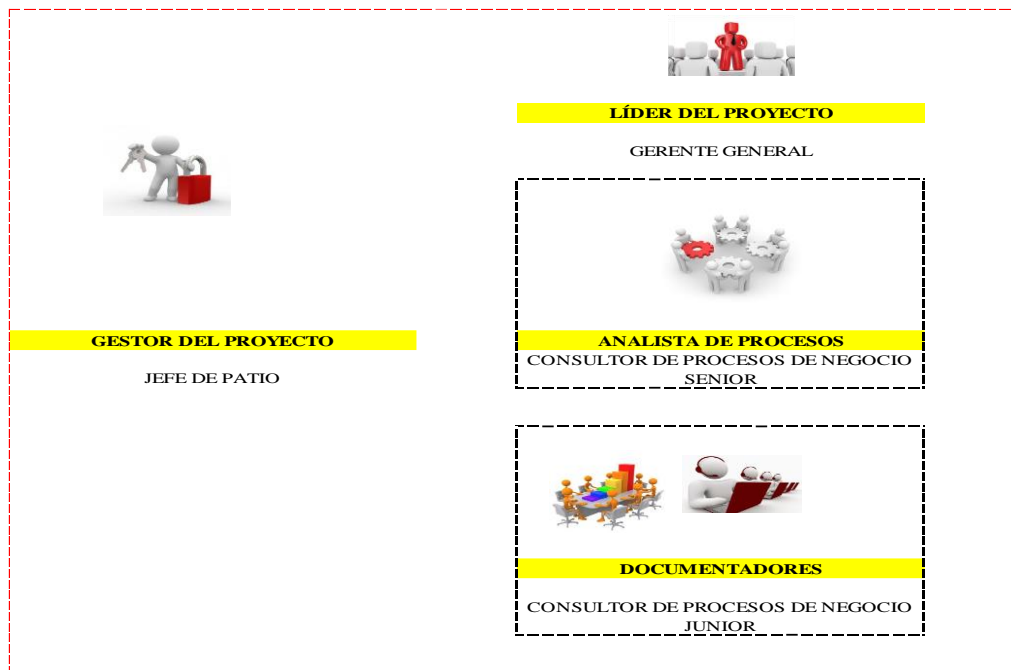 LÍDER DEL PROYECTO
GERENTE GENERAL
GESTOR DEL PROYECTO
JEFE DE PATIO
ANALISTA DE PROCESOS
CONSULTOR DE PROCESOS DE NEGOCIO
SENIOR
DOCUMENTADORES
CONSULTOR DE PROCESOS DE NEGOCIO
JUNIOR